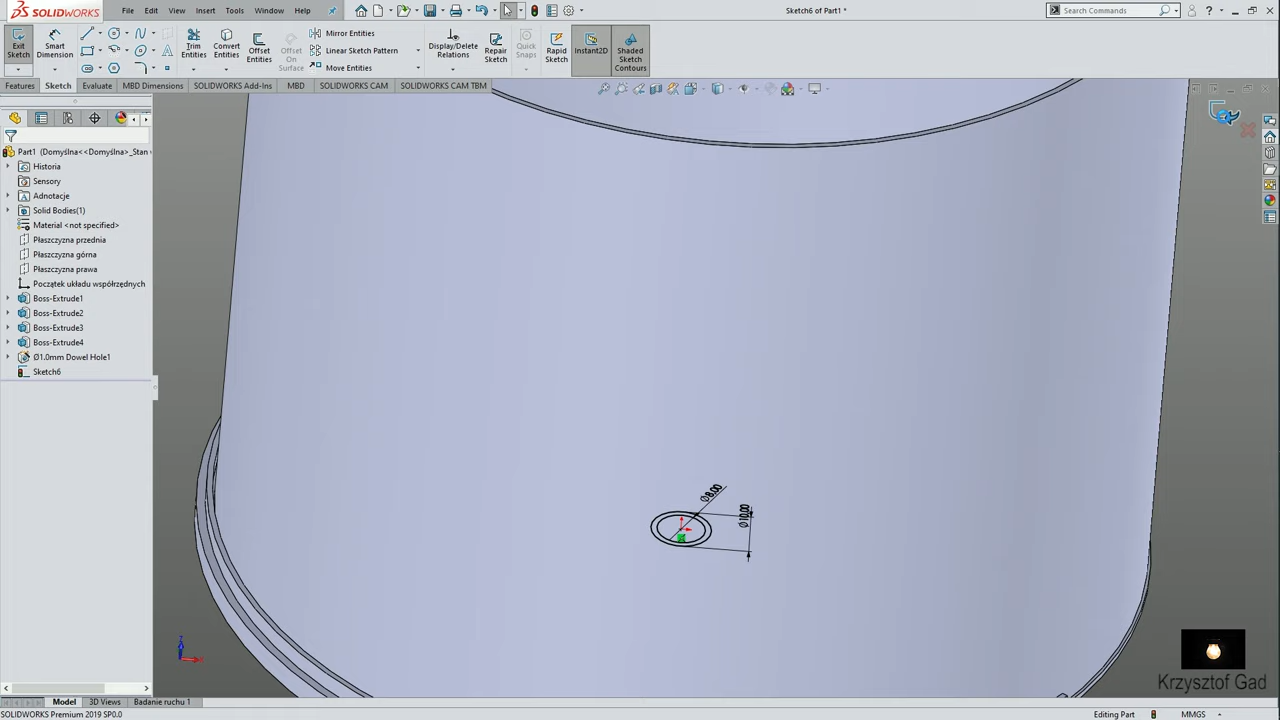 SOLIDWORKS
File
Edit
View
Insert
Tools
Window
Help
Sketch6 of Part1 *
Search Commands
Exit Sketch
Smart Dimension
Trim Entities
Convert Entities
Offset Entities
Offset On Surface
Mirror Entities
Linear Sketch Pattern
Move Entities
Display/Delete Relations
Repair Sketch
Quick Snaps
Rapid Sketch
Instant2D
Shaded Sketch Contours
Features
Sketch
Evaluate
MBD Dimensions
SOLIDWORKS Add-Ins
MBD
SOLIDWORKS CAM
SOLIDWORKS CAM TBM
Part1 (Domyślna<<Domyślna>_Stan
Historia
Sensory
Adnotacje
Solid Bodies(1)
Material <not specified>
Płaszczyzna przednia
Płaszczyzna górna
Płaszczyzna prawa
Początek układu współrzędnych
Boss-Extrude1
Boss-Extrude2
Boss-Extrude3
Boss-Extrude4
Ø1.0mm Dowel Hole1
Sketch6
Ø8,00
Ø10,00
Krzysztof Gad
Model
3D Views
Badanie ruchu 1
SOLIDWORKS Premium 2019 SP0.0
Editing Part
MMGS